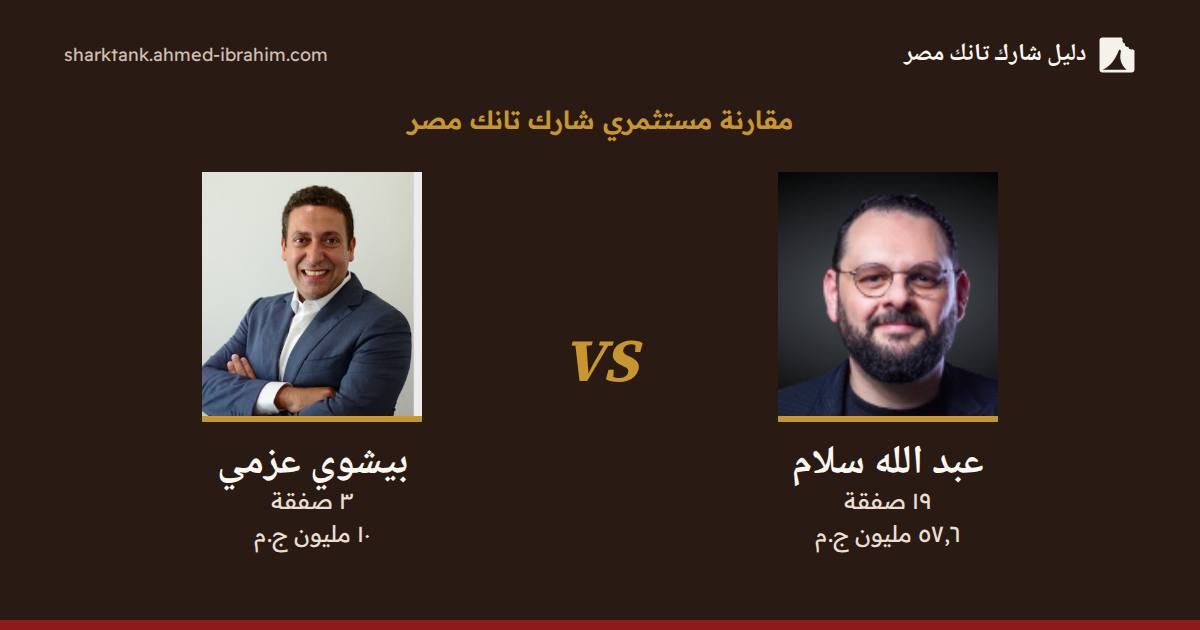 دليل شارك تانك مصر
sharktank.ahmed-ibrahim.com
مقارنة مستثمري شارك تانك مصر
عبد الله سلام
١٩ صفقة
٥٧,٦ مليون ج.م
VS
بيشوي عزمي
٣ صفقة
١٠ مليون ج.م